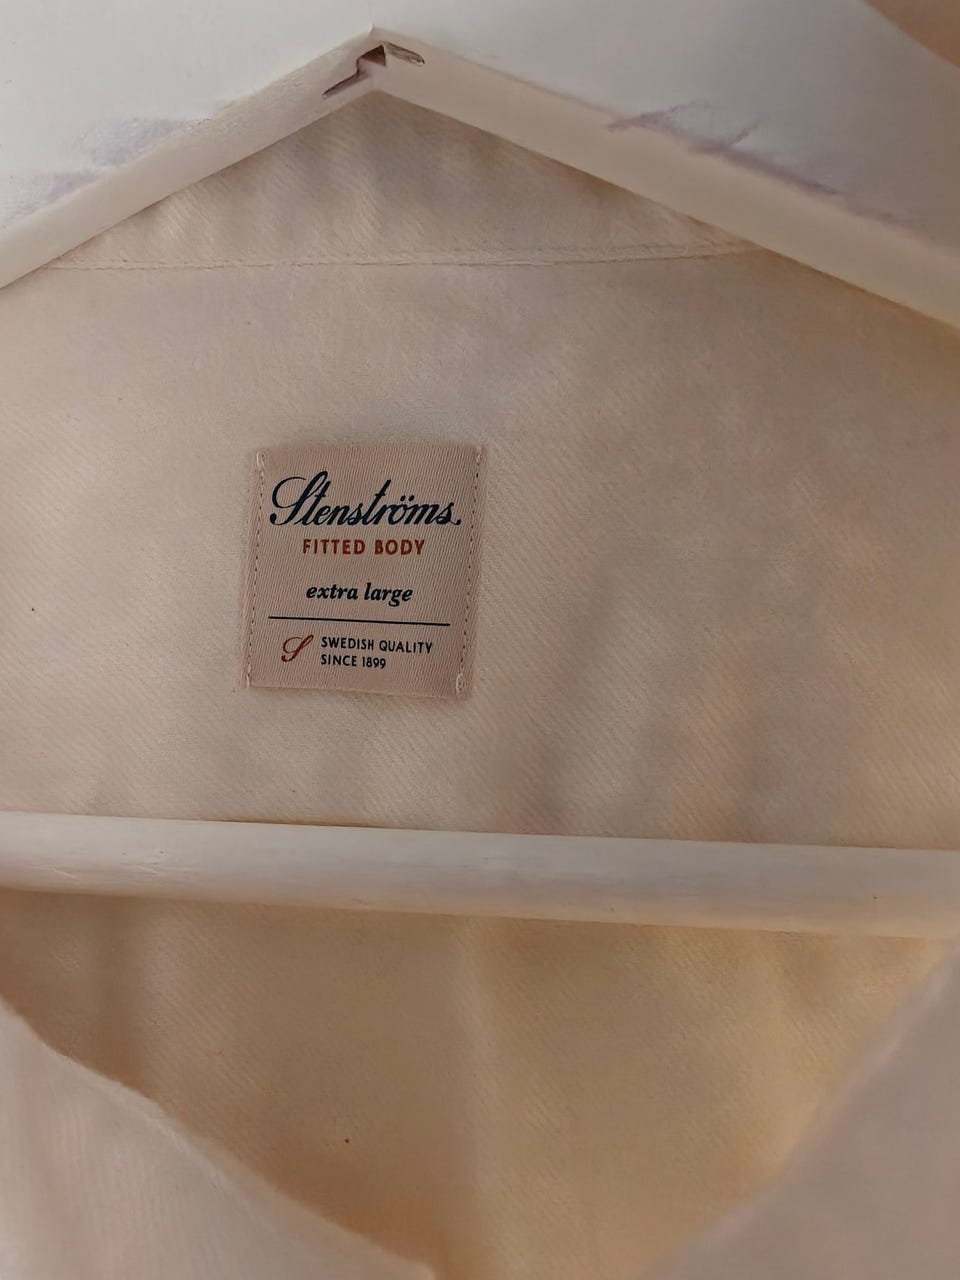 Stenströms.
FITTED BODY
extra large
S SWEDISH QUALITY
SINCE 1899